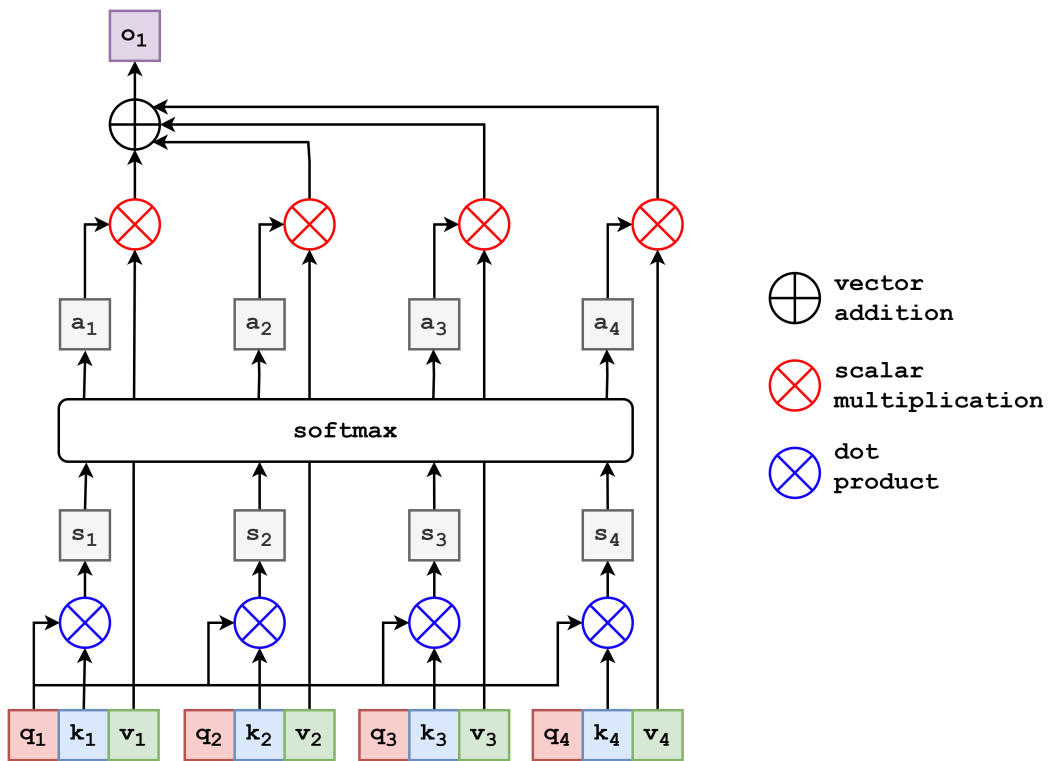 o₁
vector
addition
a₁ a₂ a₃ a₄
scalar
multiplication
softmax
dot
product
s₁ s₂ s₃ s₄
q₁ k₁ v₁ q₂ k₂ v₂ q₃ k₃ v₃ q₄ k₄ v₄